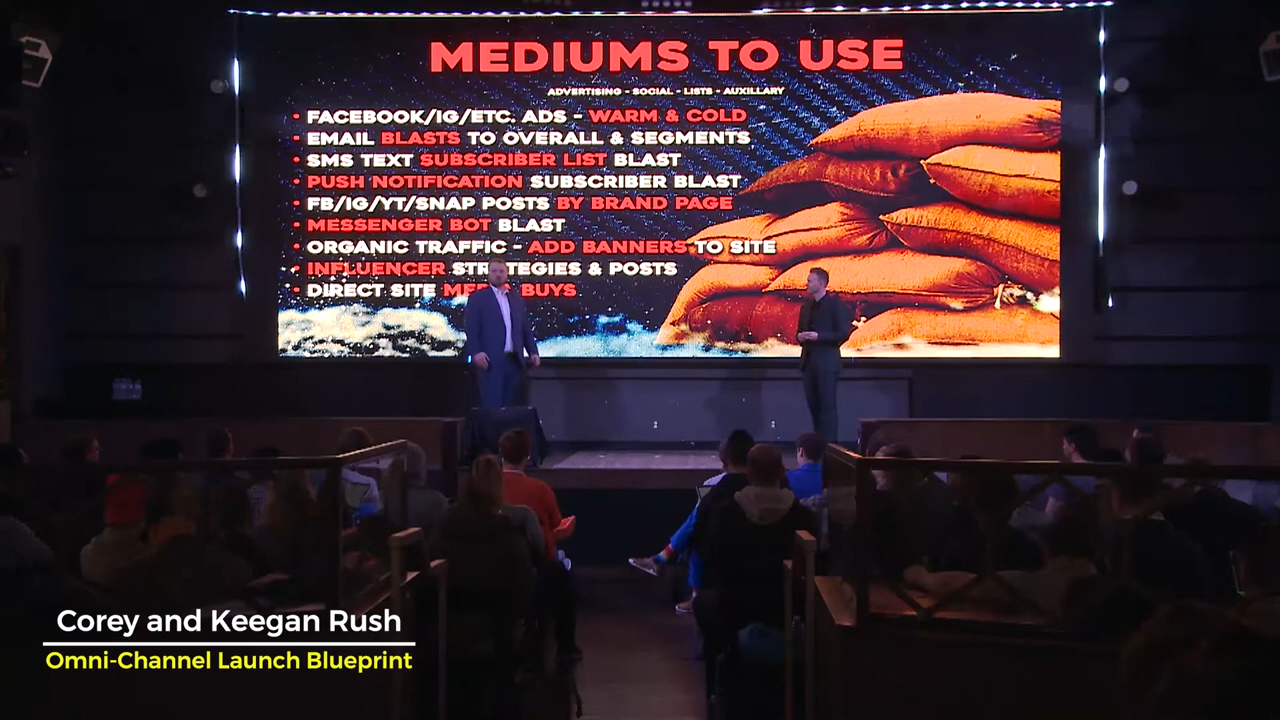 MEDIUMS TO USE
ADVERTISING - SOCIAL - LISTS - AUXILLARY
• FACEBOOK/IG/ETC. ADS - WARM & COLD
• EMAIL BLASTS TO OVERALL & SEGMENTS
• SMS TEXT SUBSCRIBER LIST BLAST
• PUSH NOTIFICATION SUBSCRIBER BLAST
• FB/IG/YT/SNAP POSTS BY BRAND PAGE
• MESSENGER BOT BLAST
• ORGANIC TRAFFIC - ADD BANNERS TO SITE
• INFLUENCER STRATEGIES & POSTS
• DIRECT SITE MEDIA BUYS
Corey and Keegan Rush
Omni-Channel Launch Blueprint